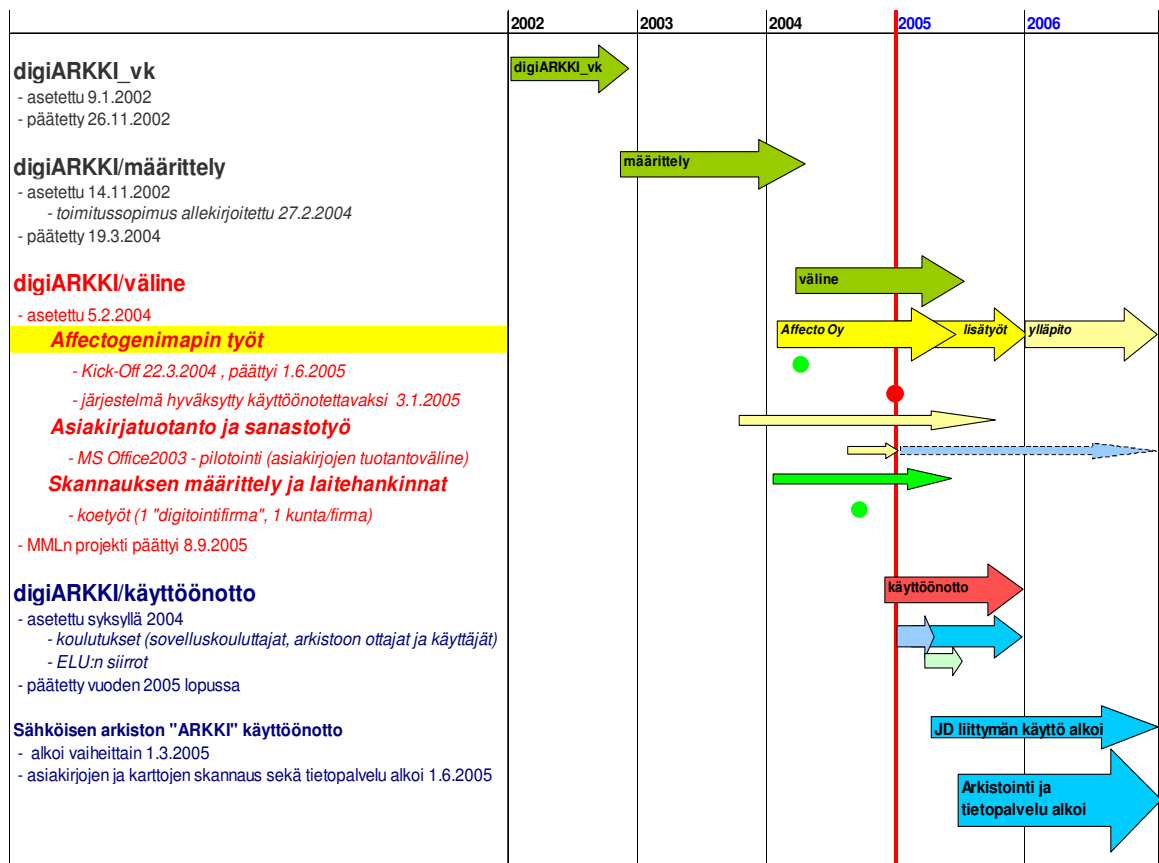 2002 2003 2004 2005 2006
digiARKKI_vk
digiARKKI_vk
- asetettu 9.1.2002
- päätetty 26.11.2002
määrittely
digiARKKI/määrittely
- asetettu 14.11.2002
- toimitussopimus allekirjoitettu 27.2.2004
- päätetty 19.3.2004
digiARKKI/väline
väline
- asetettu 5.2.2004
Affectogenimapin työt
Affecto Oy lisätyöt ylläpito
- Kick-Off 22.3.2004 , päättyi 1.6.2005
- järjestelmä hyväksytty käyttöönotettavaksi 3.1.2005
Asiakirjatuotanto ja sanastotyö
- MS Office2003 - pilotointi (asiakirjojen tuotantoväline)
Skannauksen määrittely ja laitehankinnat
- koetyöt (1 "digitointifirma", 1 kunta/firma)
- MMLn projekti päättyi 8.9.2005
digiARKKI/käyttöönotto
käyttöönotto
- asetettu syksyllä 2004
- koulutukset (sovelluskouluttajat, arkistoon ottajat ja käyttäjät)
- ELU:n siirrot
- päätetty vuoden 2005 lopussa
Sähköisen arkiston "ARKKI" käyttöönotto
JD liittymän käyttö alkoi
- alkoi vaiheittain 1.3.2005
- asiakirjojen ja karttojen skannaus sekä tietopalvelu alkoi 1.6.2005
Arkistointi ja
tietopalvelu alkoi